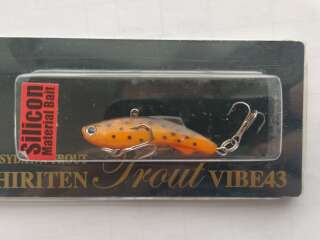 Silicon
Material Bait
TROUT
HIRITEN Trout VIBE43